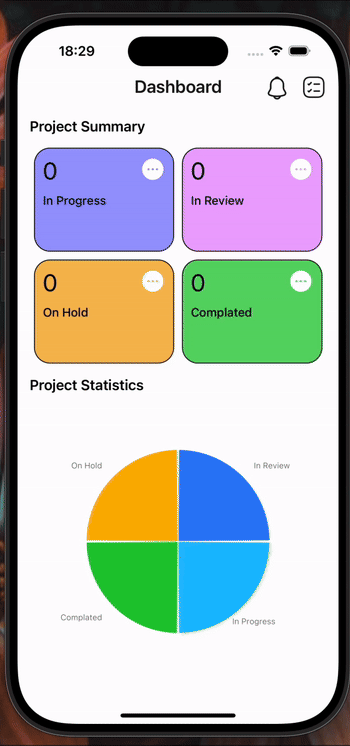 18:29
Dashboard
Project Summary
0
In Progress
0
In Review
0
On Hold
0
Complated
Project Statistics
On Hold
In Review
Complated
In Progress